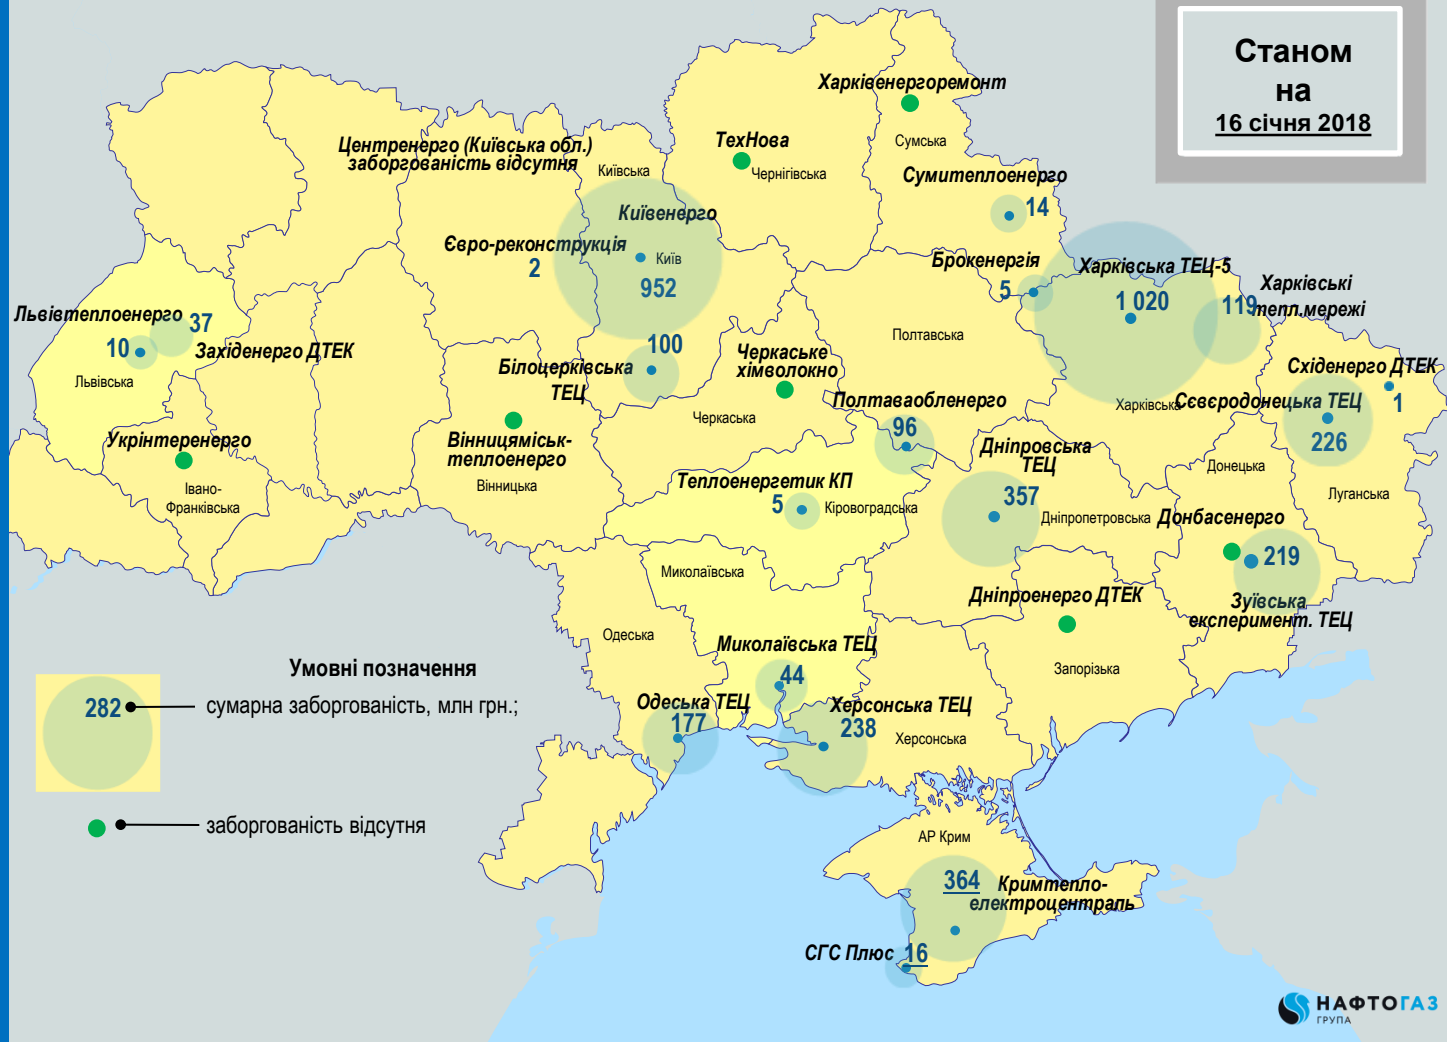 Станом
на
16 січня 2018
Харківенергоремонт
Сумська
ТехНова
Чернігівська
Центренерго (Київська обл.)
заборгованість відсутня
Київська
Сумитеплоенерго
14
Київенерго
Євро-реконструкція
2
Київ
952
Брокенергія
5
Харківська ТЕЦ-5
1 020
Харківські
тепл.мережі
119
Львівтеплоенерго
37
10
Західенерго ДТЕК
Львівська
Полтавська
100
Білоцерківська
ТЕЦ
Черкаське
хімволокно
Черкаська
Східенерго ДТЕК
1
Харківська
Сєвєродонецька ТЕЦ
226
Полтаваобленерго
96
Укрінтеренерго
Івано-
Франківська
Вінницяміськ-
теплоенерго
Вінницька
Дніпровська
ТЕЦ
357
Донецька
Луганська
Теплоенергетик КП
5
Кіровоградська
Дніпропетровська
Донбасенерго
219
Зуївська
експеримент. ТЕЦ
Миколаївська
Дніпроенерго ДТЕК
Запорізька
Одеська
Миколаївська ТЕЦ
44
Одеська ТЕЦ
177
Херсонська ТЕЦ
238
Херсонська
Умовні позначення
282
сумарна заборгованість, млн грн.;
заборгованість відсутня
АР Крим
364
Кримтепло-
електроцентраль
СГС Плюс
16
НАФТОГАЗ
ГРУПА